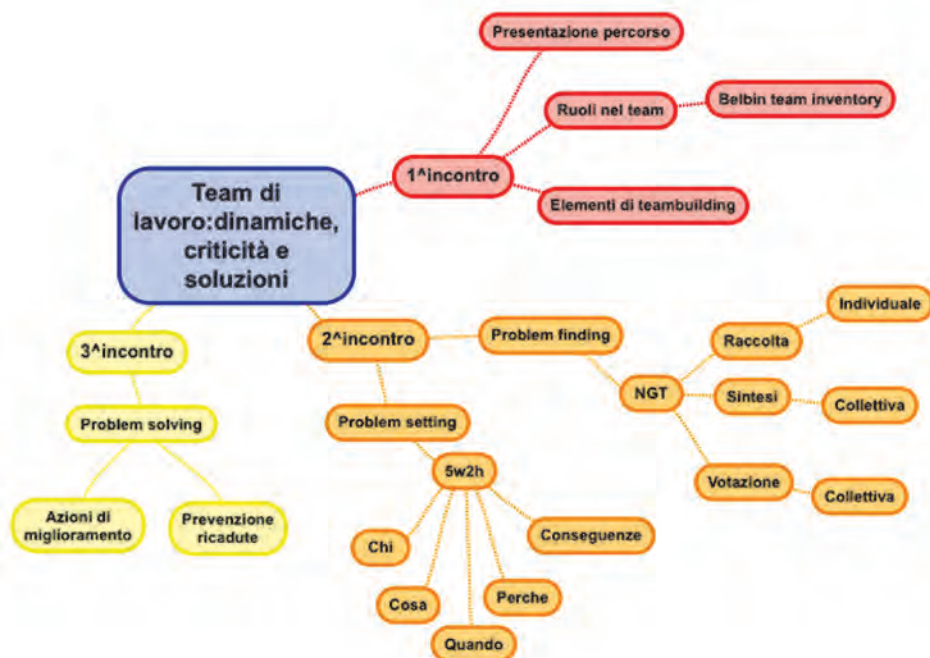 Presentazione percorso
Ruoli nel team
Belbin team inventory
1^incontro
Elementi di teambuilding
Team di
lavoro:dinamiche,
criticità e
soluzioni
3^incontro
Problem solving
Azioni di
miglioramento
Prevenzione
ricadute
2^incontro
Problem finding
NGT
Raccolta
Individuale
Sintesi
Collettiva
Votazione
Collettiva
Problem setting
5w2h
Chi
Cosa
Quando
Perche
Conseguenze